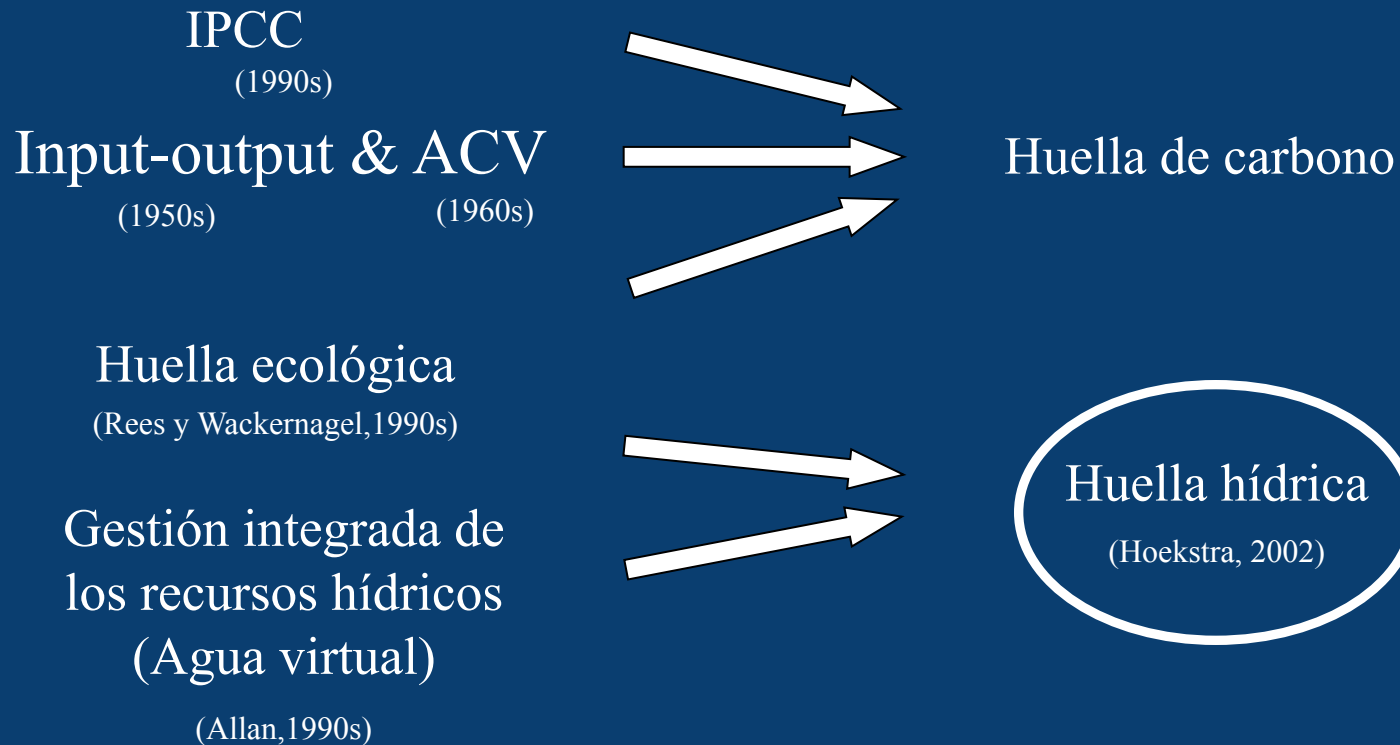 IPCC
(1990s)
Input-output & ACV
(1950s) (1960s)
Huella de carbono
Huella ecológica
(Rees y Wackernagel,1990s)
Gestión integrada de
los recursos hídricos
(Agua virtual)
(Allan,1990s)
Huella hídrica
(Hoekstra, 2002)